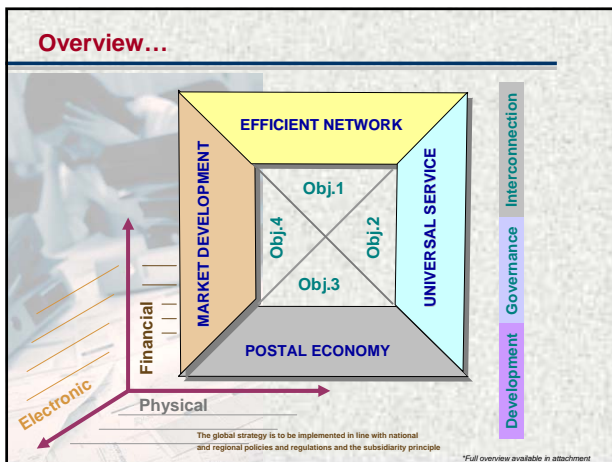 Overview…
EFFICIENT NETWORK
MARKET DEVELOPMENT
Obj.1
Obj.4
Obj.2
Obj.3
UNIVERSAL SERVICE
POSTAL ECONOMY
Interconnection
Governance
Development
Financial
Electronic
Physical
The global strategy is to be implemented in line with national
and regional policies and regulations and the subsidiarity principle
*Full overview available in attachment